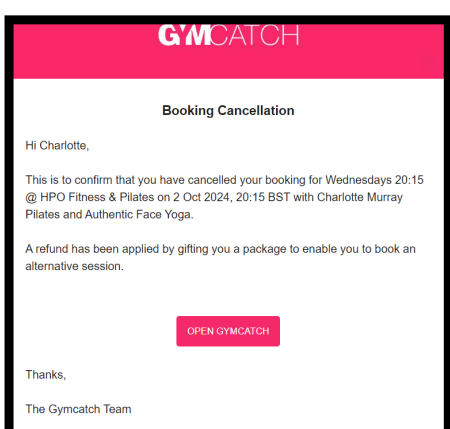 GYMCATCH
Booking Cancellation
Hi Charlotte,
This is to confirm that you have cancelled your booking for Wednesdays 20:15
@ HPO Fitness & Pilates on 2 Oct 2024, 20:15 BST with Charlotte Murray
Pilates and Authentic Face Yoga.
A refund has been applied by gifting you a package to enable you to book an
alternative session.
OPEN GYMCATCH
Thanks,
The Gymcatch Team